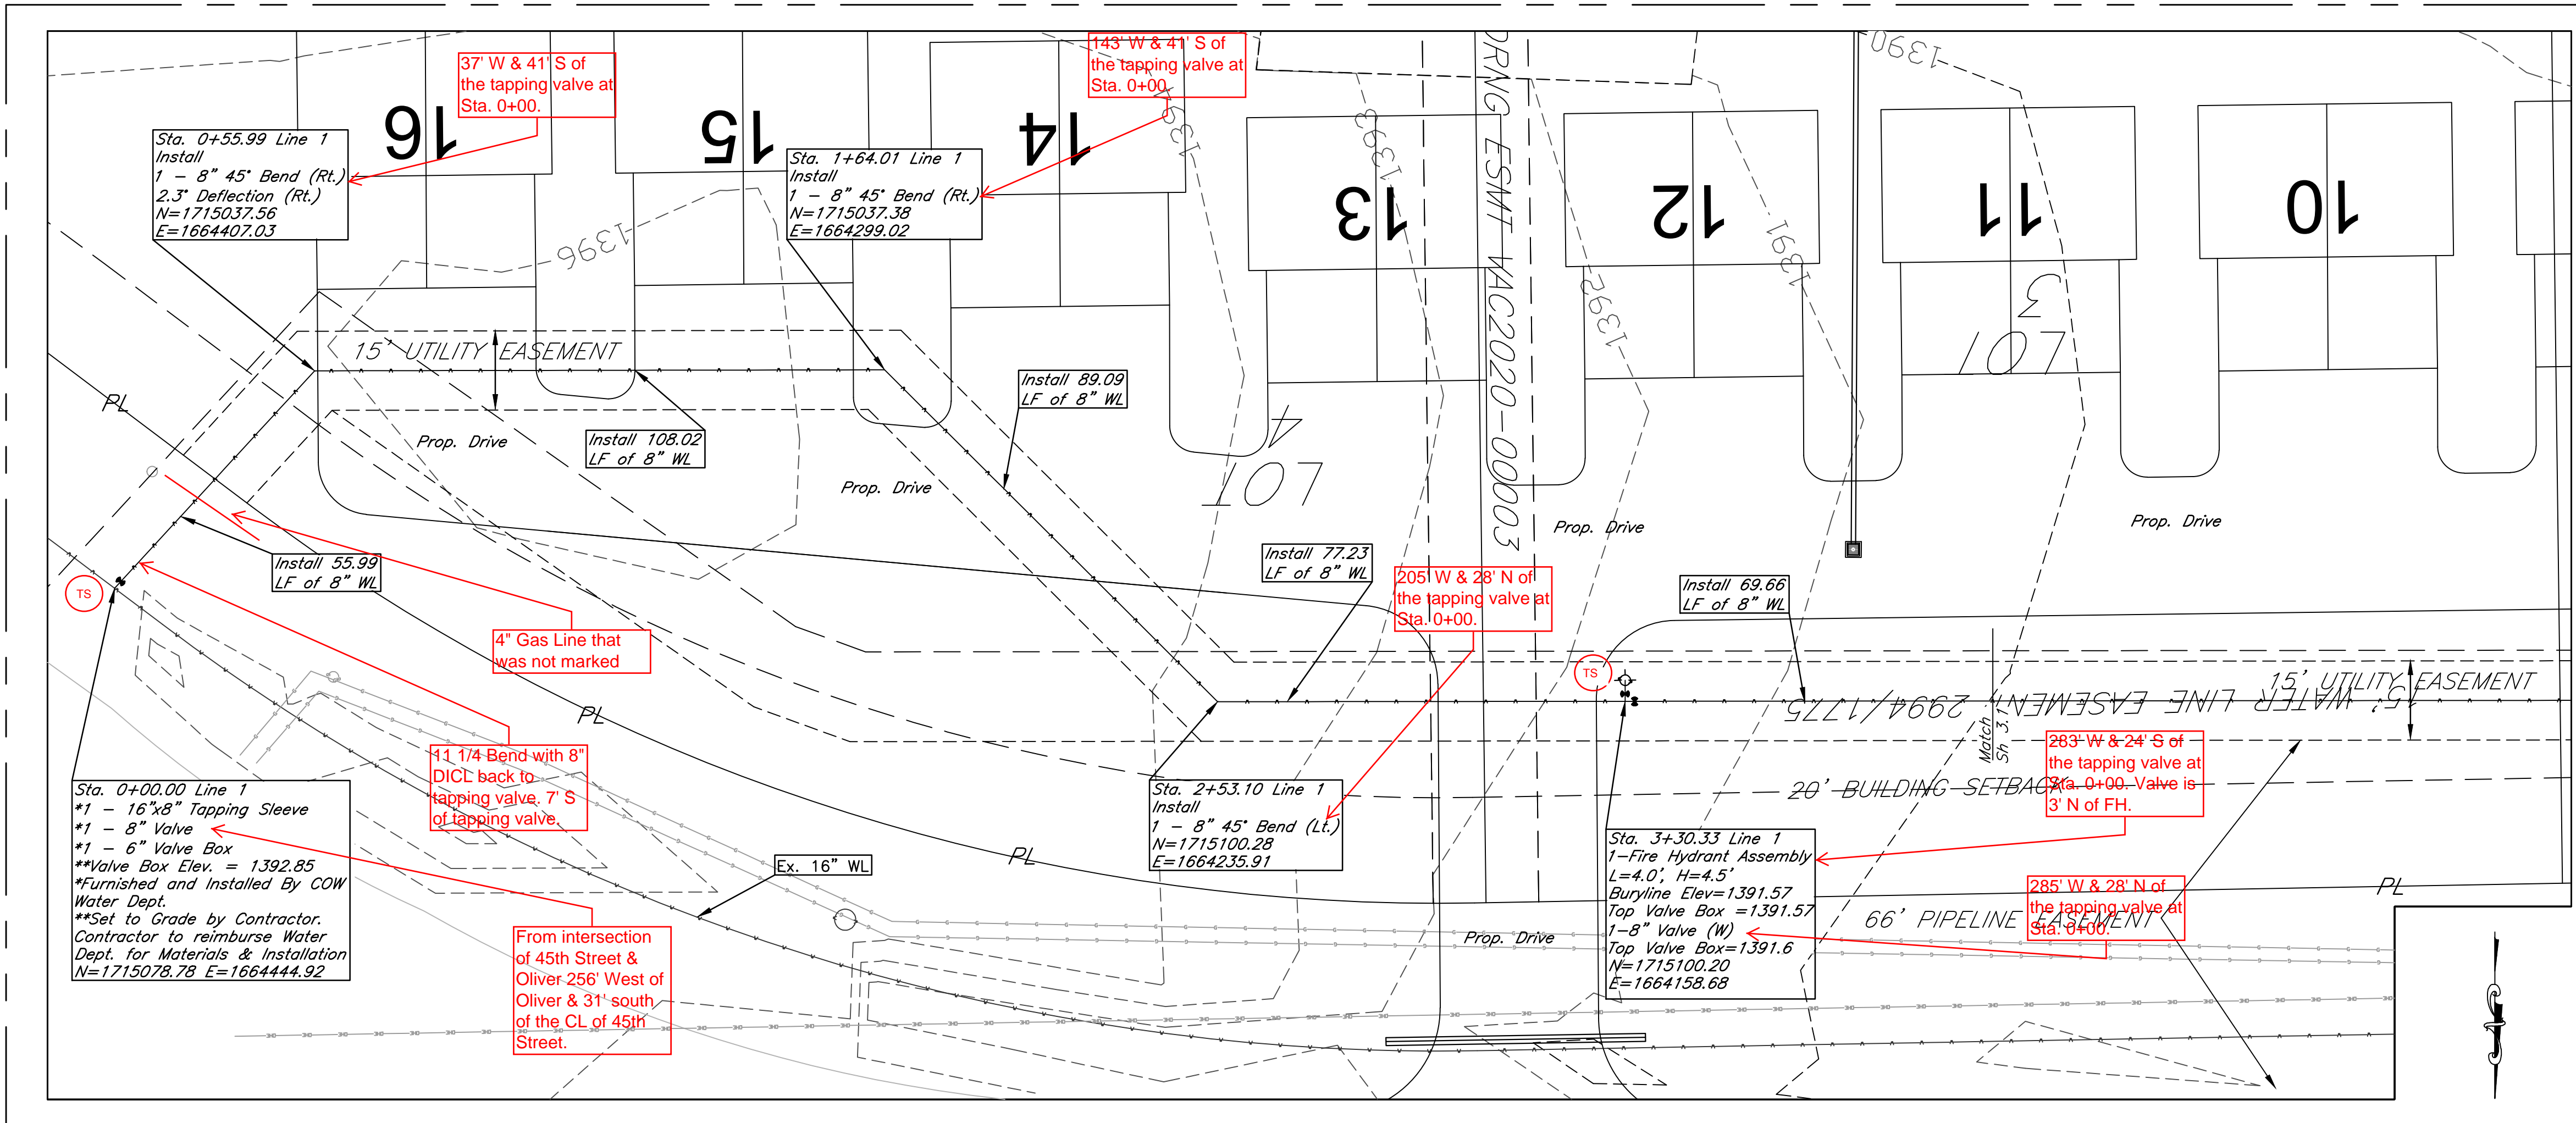 37' W & 41' S of
the tapping valve at
Sta. 0+00.
143' W & 41' S of
the tapping valve at
Sta. 0+00.
16
15
14
13
12
11
10
Sta. 0+55.99 Line 1
Install
1 – 8" 45° Bend (Rt.)
2.3° Deflection (Rt.)
N=1715037.56
E=1664407.03
Sta. 1+64.01 Line 1
Install
1 – 8" 45° Bend (Rt.)
N=1715037.38
E=1664299.02
ESMT VAC2020-00003
1396
1394
1393
1392
1391
1390
LOT 4
LOT 3
15' UTILITY EASEMENT
PL
Prop. Drive
Install 108.02
LF of 8" WL
Prop. Drive
Install 89.09
LF of 8" WL
Prop. Drive
Prop. Drive
Install 55.99
LF of 8" WL
Install 77.23
LF of 8" WL
Install 69.66
LF of 8" WL
TS
4" Gas Line that
was not marked
205' W & 28' N of
the tapping valve at
Sta. 0+00.
TS
15' UTILITY EASEMENT
15' WATER LINE EASEMENT 2994/1775
Match
Sh 3.1
PL
11 1/4 Bend with 8"
DICL back to
tapping valve. 7' S
of tapping valve.
283' W & 24' S of
the tapping valve at
Sta. 0+00. Valve is
3' N of FH.
20' BUILDING SETBACK
Sta. 0+00.00 Line 1
*1 – 16"x8" Tapping Sleeve
*1 – 8" Valve
*1 – 6" Valve Box
**Valve Box Elev. = 1392.85
*Furnished and Installed By COW
Water Dept.
**Set to Grade by Contractor.
Contractor to reimburse Water
Dept. for Materials & Installation
N=1715078.78 E=1664444.92
Sta. 2+53.10 Line 1
Install
1 – 8" 45° Bend (Lt.)
N=1715100.28
E=1664235.91
Ex. 16" WL
PL
Sta. 3+30.33 Line 1
1–Fire Hydrant Assembly
L=4.0', H=4.5'
Buryline Elev=1391.57
Top Valve Box =1391.57
1–8" Valve (W)
Top Valve Box=1391.6
N=1715100.20
E=1664158.68
285' W & 28' N of
the tapping valve at
Sta. 0+00.
PL
66' PIPELINE EASEMENT
Prop. Drive
From intersection
of 45th Street &
Oliver 256' West of
Oliver & 31' south
of the CL of 45th
Street.